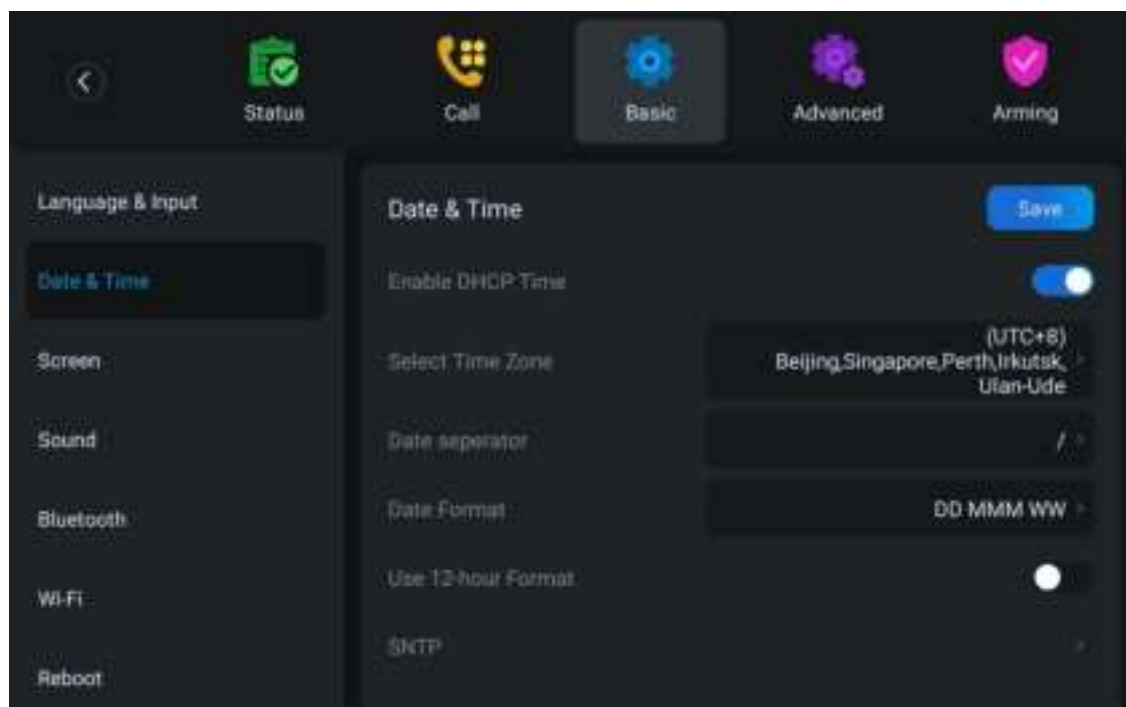 Status
Call
Basic
Advanced
Arming
Language & Input
Date & Time
Screen
Sound
Bluetooth
Wi-Fi
Reboot
Date & Time
Save
Enable DHCP Time
Select Time Zone
(UTC+8)
Beijing,Singapore,Perth,Irkutsk,
Ulan-Ude
Date seperator
/
Date Format
DD MMM WW
Use 12-hour Format
SNTP